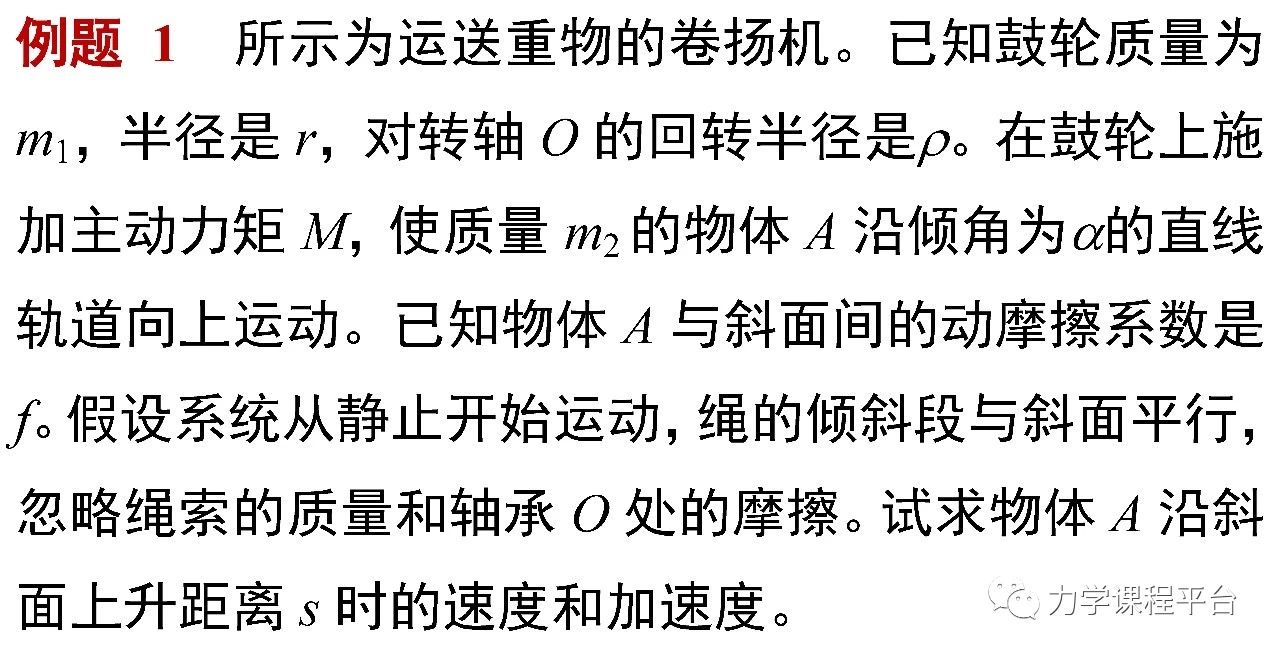 例题 1 所示为运送重物的卷扬机。已知鼓轮质量为
m₁，半径是 r，对转轴 O 的回转半径是ρ。在鼓轮上施
加主动力矩 M，使质量 m₂ 的物体 A 沿倾角为α的直线
轨道向上运动。已知物体 A 与斜面间的动摩擦系数是
f。假设系统从静止开始运动，绳的倾斜段与斜面平行，
忽略绳索的质量和轴承 O 处的摩擦。试求物体 A 沿斜
面上升距离 s 时的速度和加速度。
力学课程平台